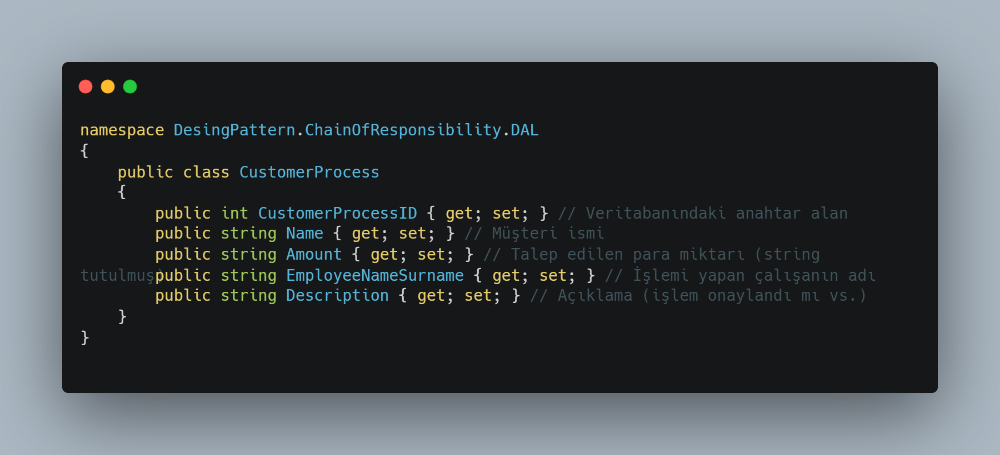 namespace DesingPattern.ChainOfResponsibility.DAL
{
    public class CustomerProcess
    {
        public int CustomerProcessID { get; set; } // Veritabanındaki anahtar alan
        public string Name { get; set; } // Müşteri ismi
        public string Amount { get; set; } // Talep edilen para miktarı (string
tutulmuş)
        public string EmployeeNameSurname { get; set; } // İşlemi yapan çalışanın adı
        public string Description { get; set; } // Açıklama (işlem onaylandı mı vs.)
    }
}